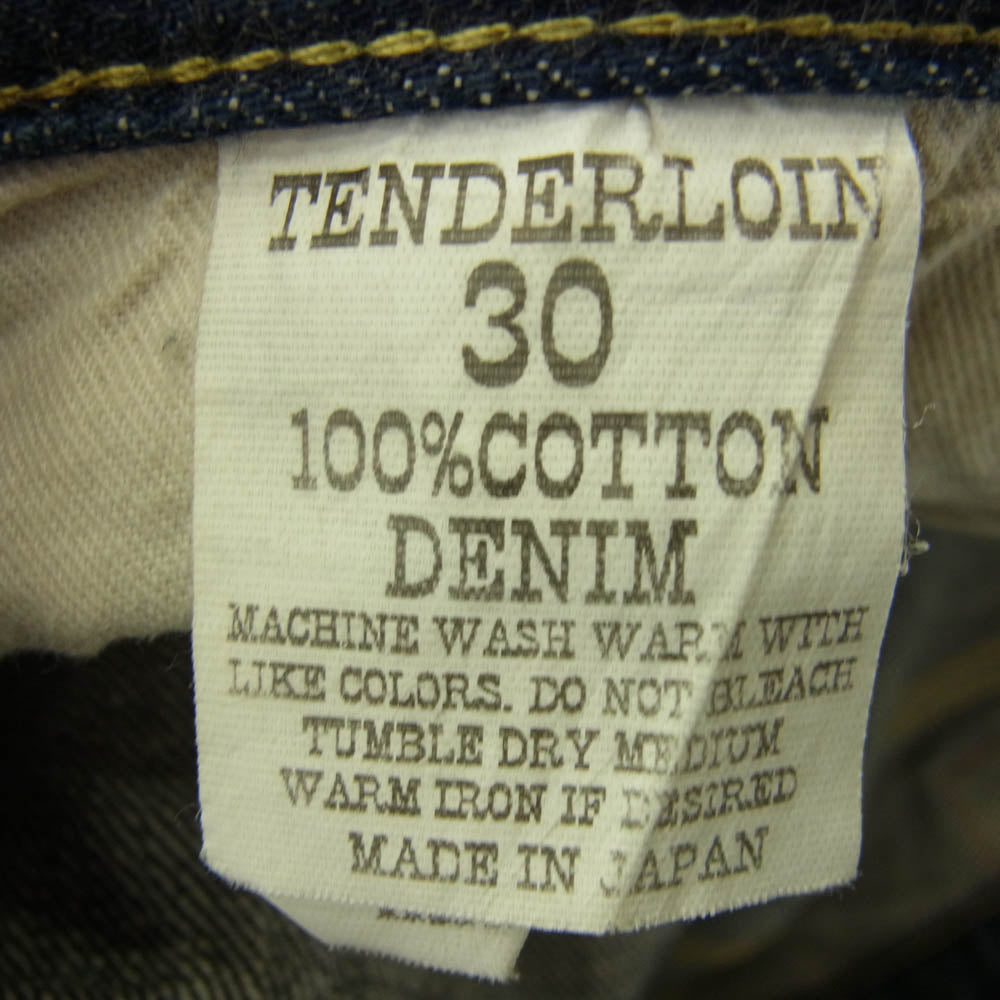 TENDERLOIN
30
100%COTTON
DENIM
MACHINE WASH WARM WITH
LIKE COLORS. DO NOT BLEACH
TUMBLE DRY MEDIUM
WARM IRON IF DESIRED
MADE IN JAPAN